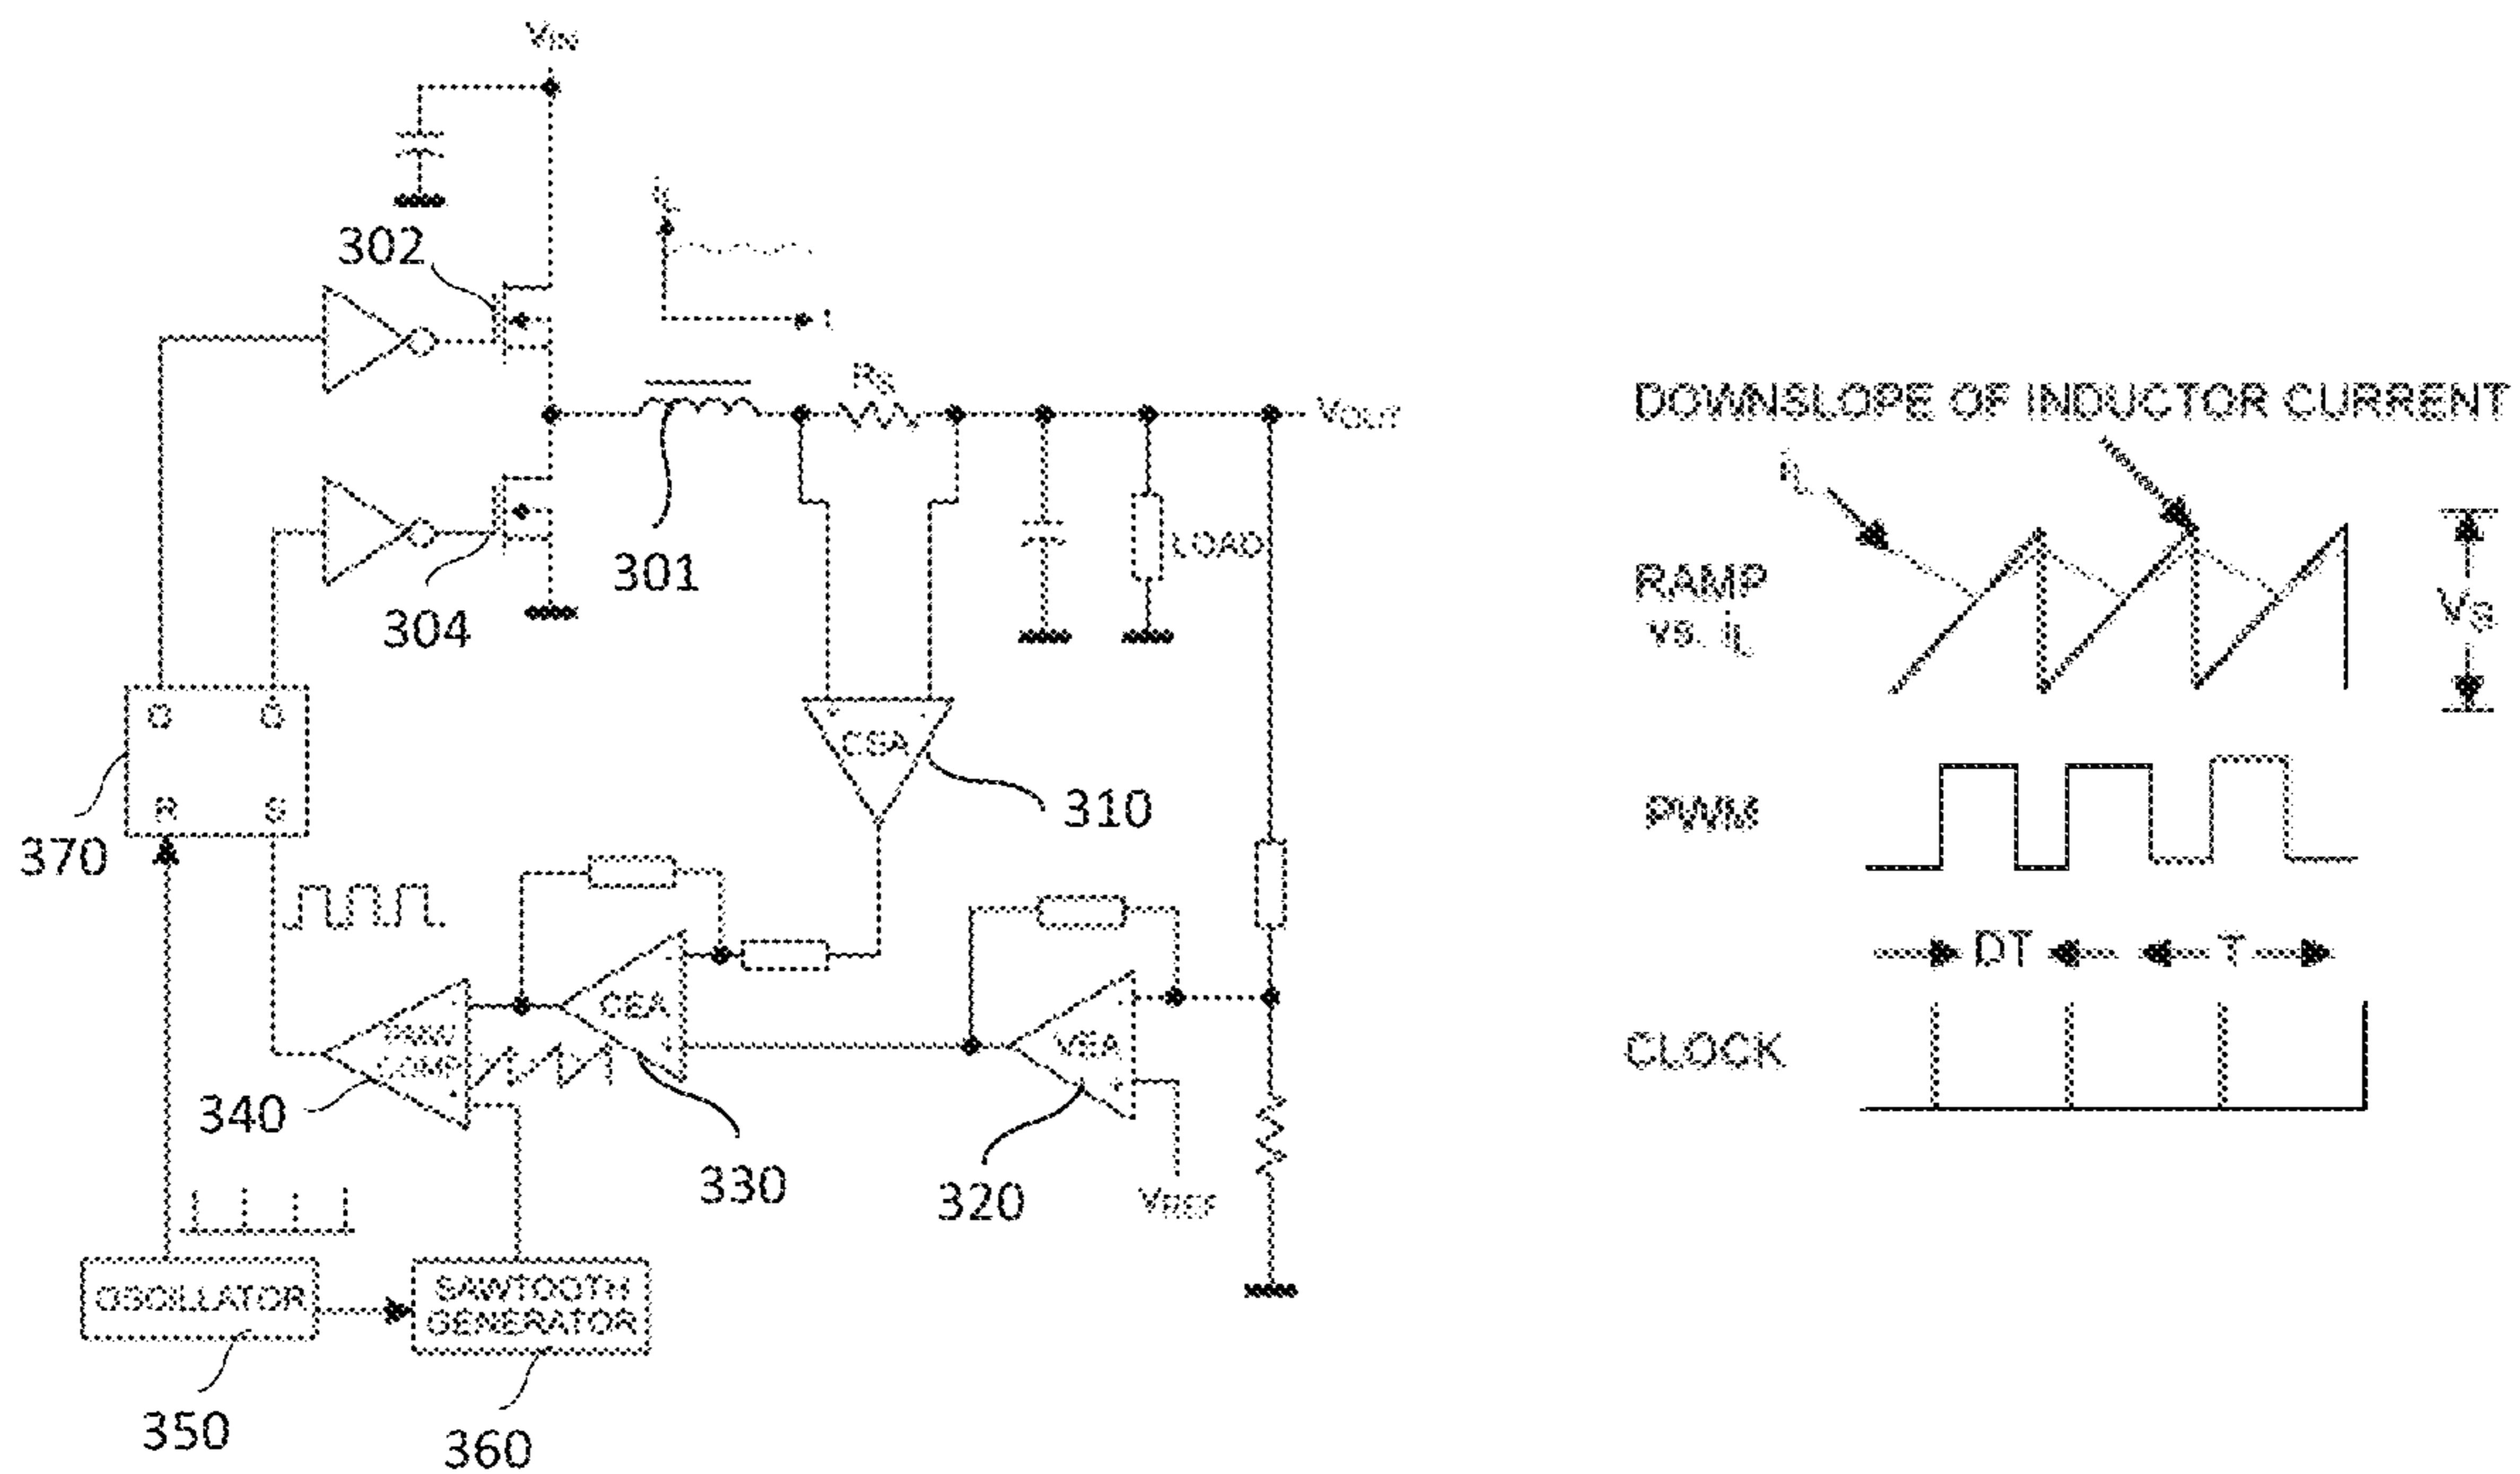 VIN
302
iL
t
RS
VOUT
301
LOAD
304
Q
Q
R
S
370
CSA
310
CEA
VEA
PWM
340
330
320
VREF
OSCILLATOR
SAWTOOTH
GENERATOR
350
360
DOWNSLOPE OF INDUCTOR CURRENT
iL
RAMP
VS. iL
VS
PWM
DT
T
CLOCK